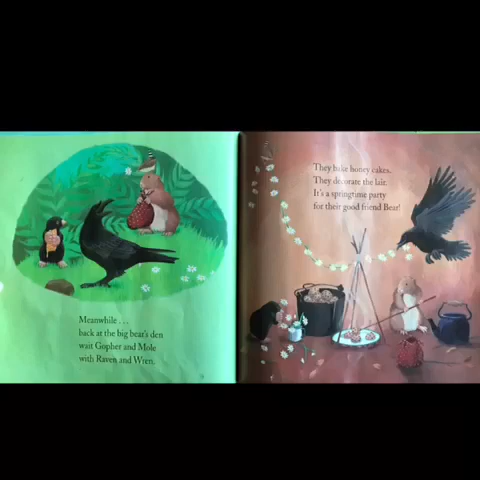 Meanwhile . . .
back at the big bear's den
wait Gopher and Mole
with Raven and Wren.
They bake honey cakes.
They decorate the lair.
It's a springtime party
for their good friend Bear!